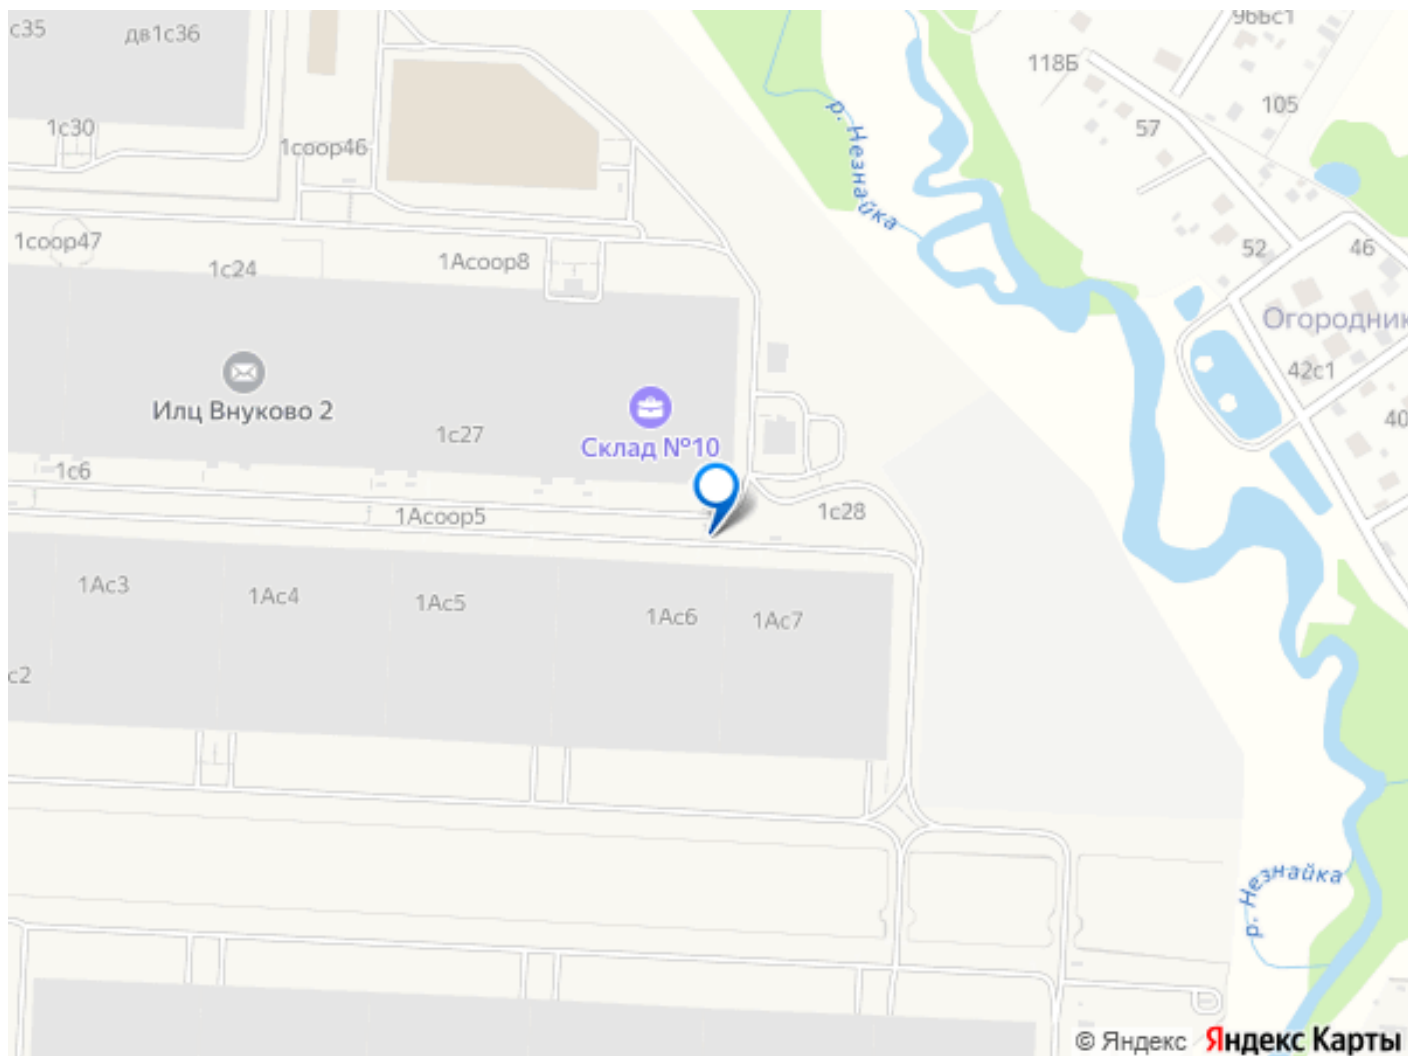 с35
дв1с36
96Бс1
118Б
105
57
1с30
1соор46
р. Незнайка
1соор47
1с24
1Асоор8
52
46
Огородник
42с1
Илц Внуково 2
1с27
Склад №10
40
1с6
1Асоор5
1с28
1Ас3
1Ас4
1Ас5
1Ас6
1Ас7
с2
р. Незнайка
© Яндекс Яндекс Карты